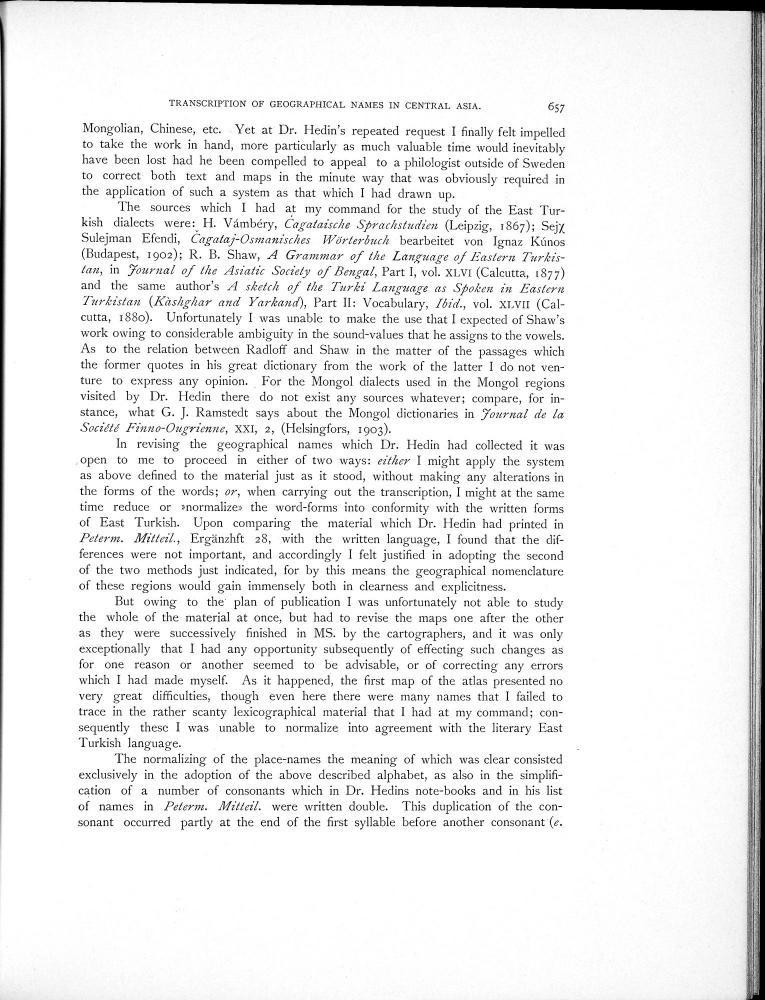 TRANSCRIPTION OF GEOGRAPHICAL NAMES IN CENTRAL ASIA. 657
Mongolian, Chinese, etc. Yet at Dr. Hedin's repeated request I finally felt impelled
to take the work in hand, more particularly as much valuable time would inevitably
have been lost had he been compelled to appeal to a philologist outside of Sweden
to correct both text and maps in the minute way that was obviously required in
the application of such a system as that which I had drawn up.
The sources which I had at my command for the study of the East Tur-
kish dialects were: H. Vámbéry, Ćagataische Sprachstudien (Leipzig, 1867); Sejχ
Sulejman Efendi, Čagataj-Osmanisches Wörterbuch bearbeitet von Ignaz Kúnos
(Budapest, 1902); R. B. Shaw, A Grammar of the Language of Eastern Turkis-
tan, in Journal of the Asiatic Society of Bengal, Part I, vol. XLVI (Calcutta, 1877)
and the same author's A sketch of the Turki Language as Spoken in Eastern
Turkistan (Kàshghar and Yarkand), Part II: Vocabulary, Ibid., vol. XLVII (Cal-
cutta, 1880). Unfortunately I was unable to make the use that I expected of Shaw's
work owing to considerable ambiguity in the sound-values that he assigns to the vowels.
As to the relation between Radloff and Shaw in the matter of the passages which
the former quotes in his great dictionary from the work of the latter I do not ven-
ture to express any opinion. For the Mongol dialects used in the Mongol regions
visited by Dr. Hedin there do not exist any sources whatever; compare, for in-
stance, what G. J. Ramstedt says about the Mongol dictionaries in Journal de la
Société Finno-Ougrienne, XXI, 2, (Helsingfors, 1903).
In revising the geographical names which Dr. Hedin had collected it was
open to me to proceed in either of two ways: either I might apply the system
as above defined to the material just as it stood, without making any alterations in
the forms of the words; or, when carrying out the transcription, I might at the same
time reduce or »normalize» the word-forms into conformity with the written forms
of East Turkish. Upon comparing the material which Dr. Hedin had printed in
Peterm. Mitteil., Ergänzhft 28, with the written language, I found that the dif-
ferences were not important, and accordingly I felt justified in adopting the second
of the two methods just indicated, for by this means the geographical nomenclature
of these regions would gain immensely both in clearness and explicitness.
But owing to the plan of publication I was unfortunately not able to study
the whole of the material at once, but had to revise the maps one after the other
as they were successively finished in MS. by the cartographers, and it was only
exceptionally that I had any opportunity subsequently of effecting such changes as
for one reason or another seemed to be advisable, or of correcting any errors
which I had made myself. As it happened, the first map of the atlas presented no
very great difficulties, though even here there were many names that I failed to
trace in the rather scanty lexicographical material that I had at my command; con-
sequently these I was unable to normalize into agreement with the literary East
Turkish language.
The normalizing of the place-names the meaning of which was clear consisted
exclusively in the adoption of the above described alphabet, as also in the simplifi-
cation of a number of consonants which in Dr. Hedins note-books and in his list
of names in Peterm. Mitteil. were written double. This duplication of the con-
sonant occurred partly at the end of the first syllable before another consonant (e.